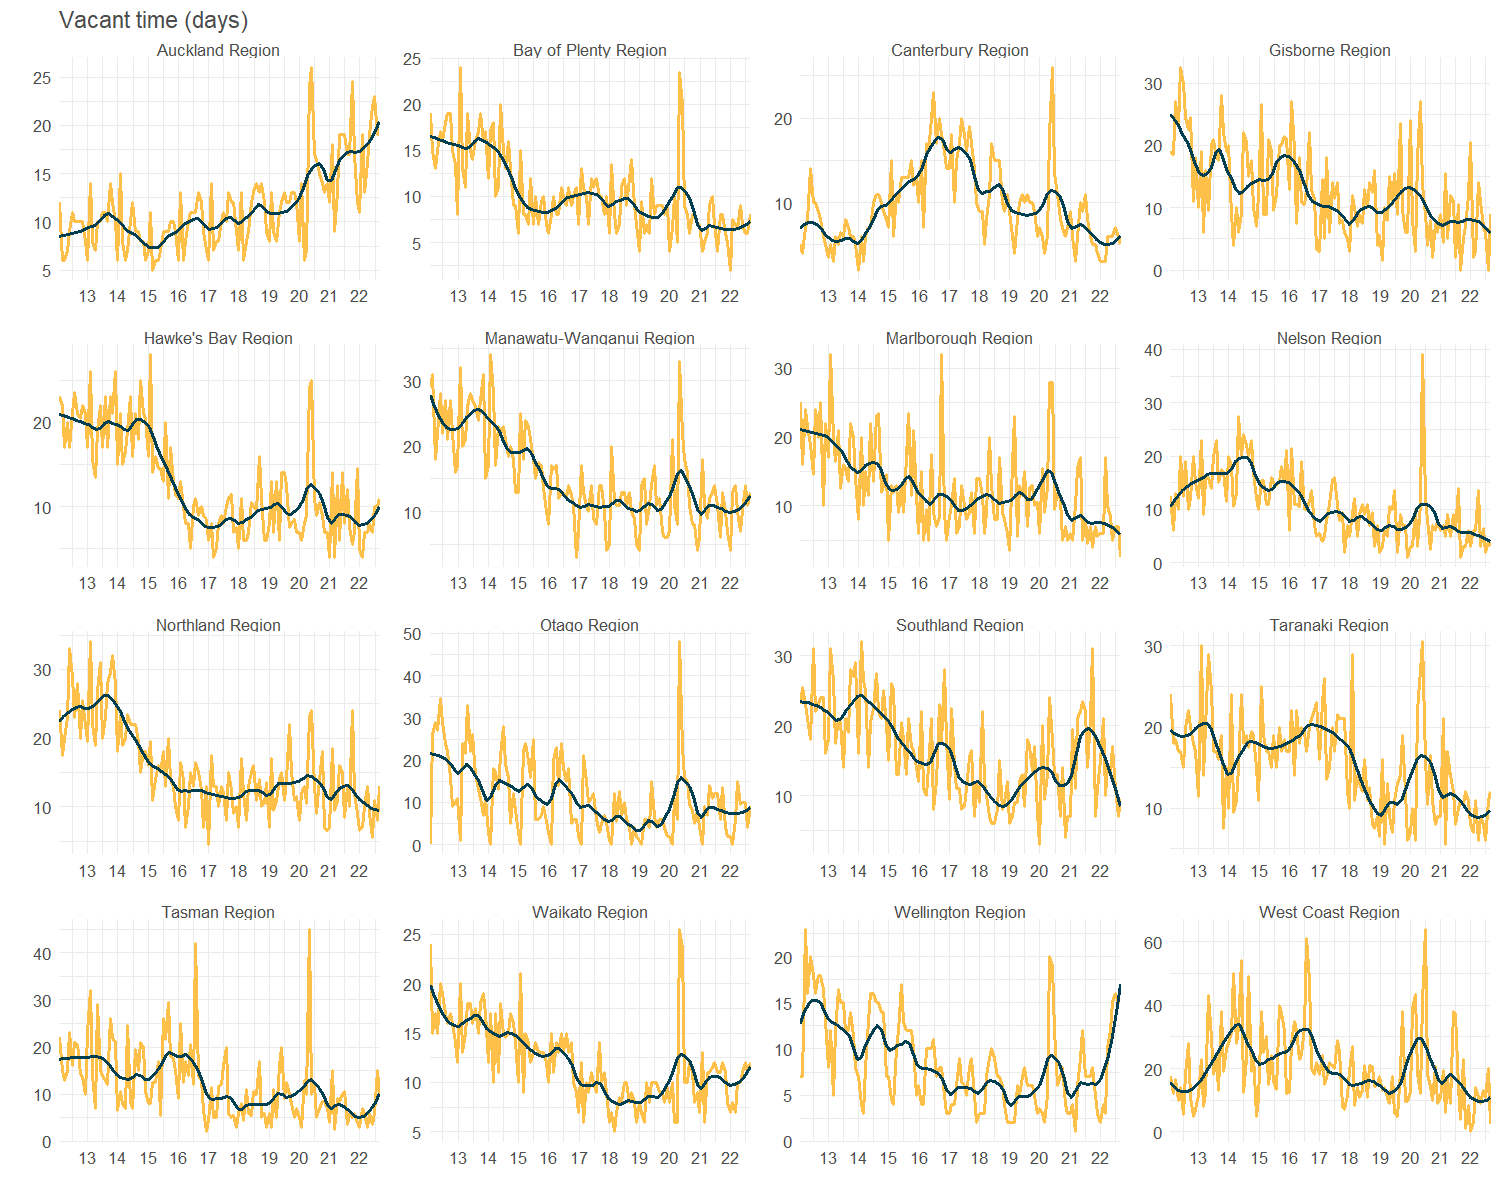 Vacant time (days)
Auckland Region
Bay of Plenty Region
Canterbury Region
Gisborne Region
25
20
15
10
5
25
20
15
10
5
20
10
30
20
10
0
13 14 15 16 17 18 19 20 21 22
13 14 15 16 17 18 19 20 21 22
13 14 15 16 17 18 19 20 21 22
13 14 15 16 17 18 19 20 21 22
Hawke's Bay Region
Manawatu-Wanganui Region
Marlborough Region
Nelson Region
20
10
30
20
10
30
20
10
40
30
20
10
0
13 14 15 16 17 18 19 20 21 22
13 14 15 16 17 18 19 20 21 22
13 14 15 16 17 18 19 20 21 22
13 14 15 16 17 18 19 20 21 22
Northland Region
Otago Region
Southland Region
Taranaki Region
30
20
10
50
40
30
20
10
0
30
20
10
30
20
10
13 14 15 16 17 18 19 20 21 22
13 14 15 16 17 18 19 20 21 22
13 14 15 16 17 18 19 20 21 22
13 14 15 16 17 18 19 20 21 22
Tasman Region
Waikato Region
Wellington Region
West Coast Region
40
30
20
10
0
25
20
15
10
5
20
15
10
5
0
60
40
20
0
13 14 15 16 17 18 19 20 21 22
13 14 15 16 17 18 19 20 21 22
13 14 15 16 17 18 19 20 21 22
13 14 15 16 17 18 19 20 21 22